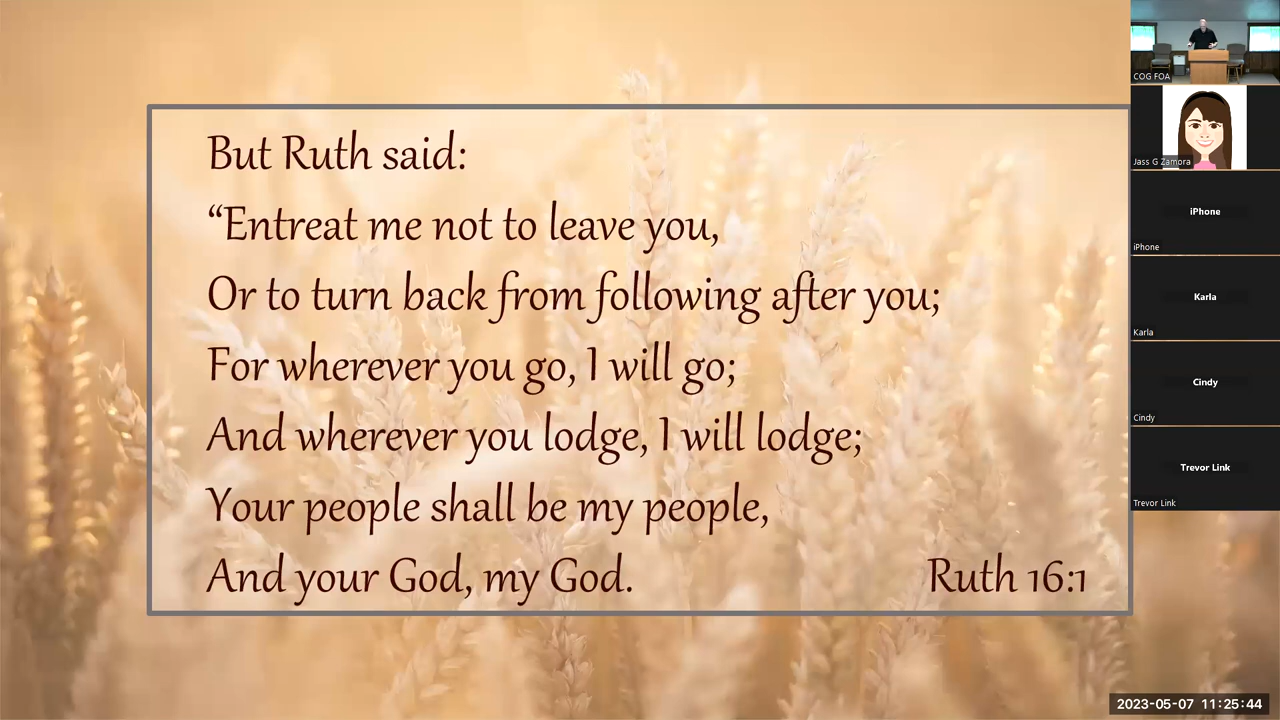 But Ruth said:
“Entreat me not to leave you,
Or to turn back from following after you;
For wherever you go, I will go;
And wherever you lodge, I will lodge;
Your people shall be my people,
And your God, my God.
Ruth 16:1
COG FOA
Jass G Zamora
iPhone
iPhone
Karla
Karla
Cindy
Cindy
Trevor Link
Trevor Link
2023-05-07 11:25:44